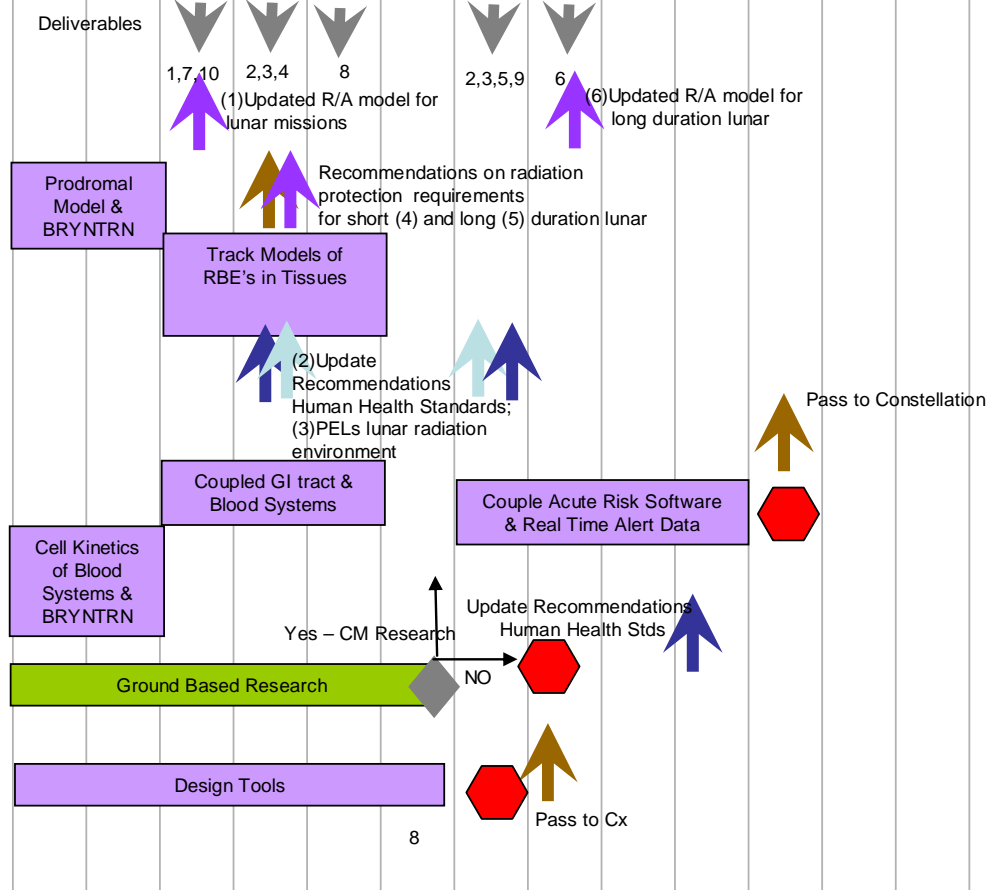 Deliverables
1,7,10
2,3,4
8
2,3,5,9
6
(1)Updated R/A model for
lunar missions
(6)Updated R/A model for
long duration lunar
Prodromal
Model &
BRYNTRN
Recommendations on radiation
protection requirements
for short (4) and long (5) duration lunar
Track Models of
RBE's in Tissues
(2)Update
Recommendations
Human Health Standards;
(3)PELs lunar radiation
environment
Pass to Constellation
Coupled GI tract &
Blood Systems
Couple Acute Risk Software
& Real Time Alert Data
Cell Kinetics
of Blood
Systems &
BRYNTRN
Yes – CM Research
Update Recommendations
Human Health Stds
NO
Ground Based Research
Design Tools
Pass to Cx
8